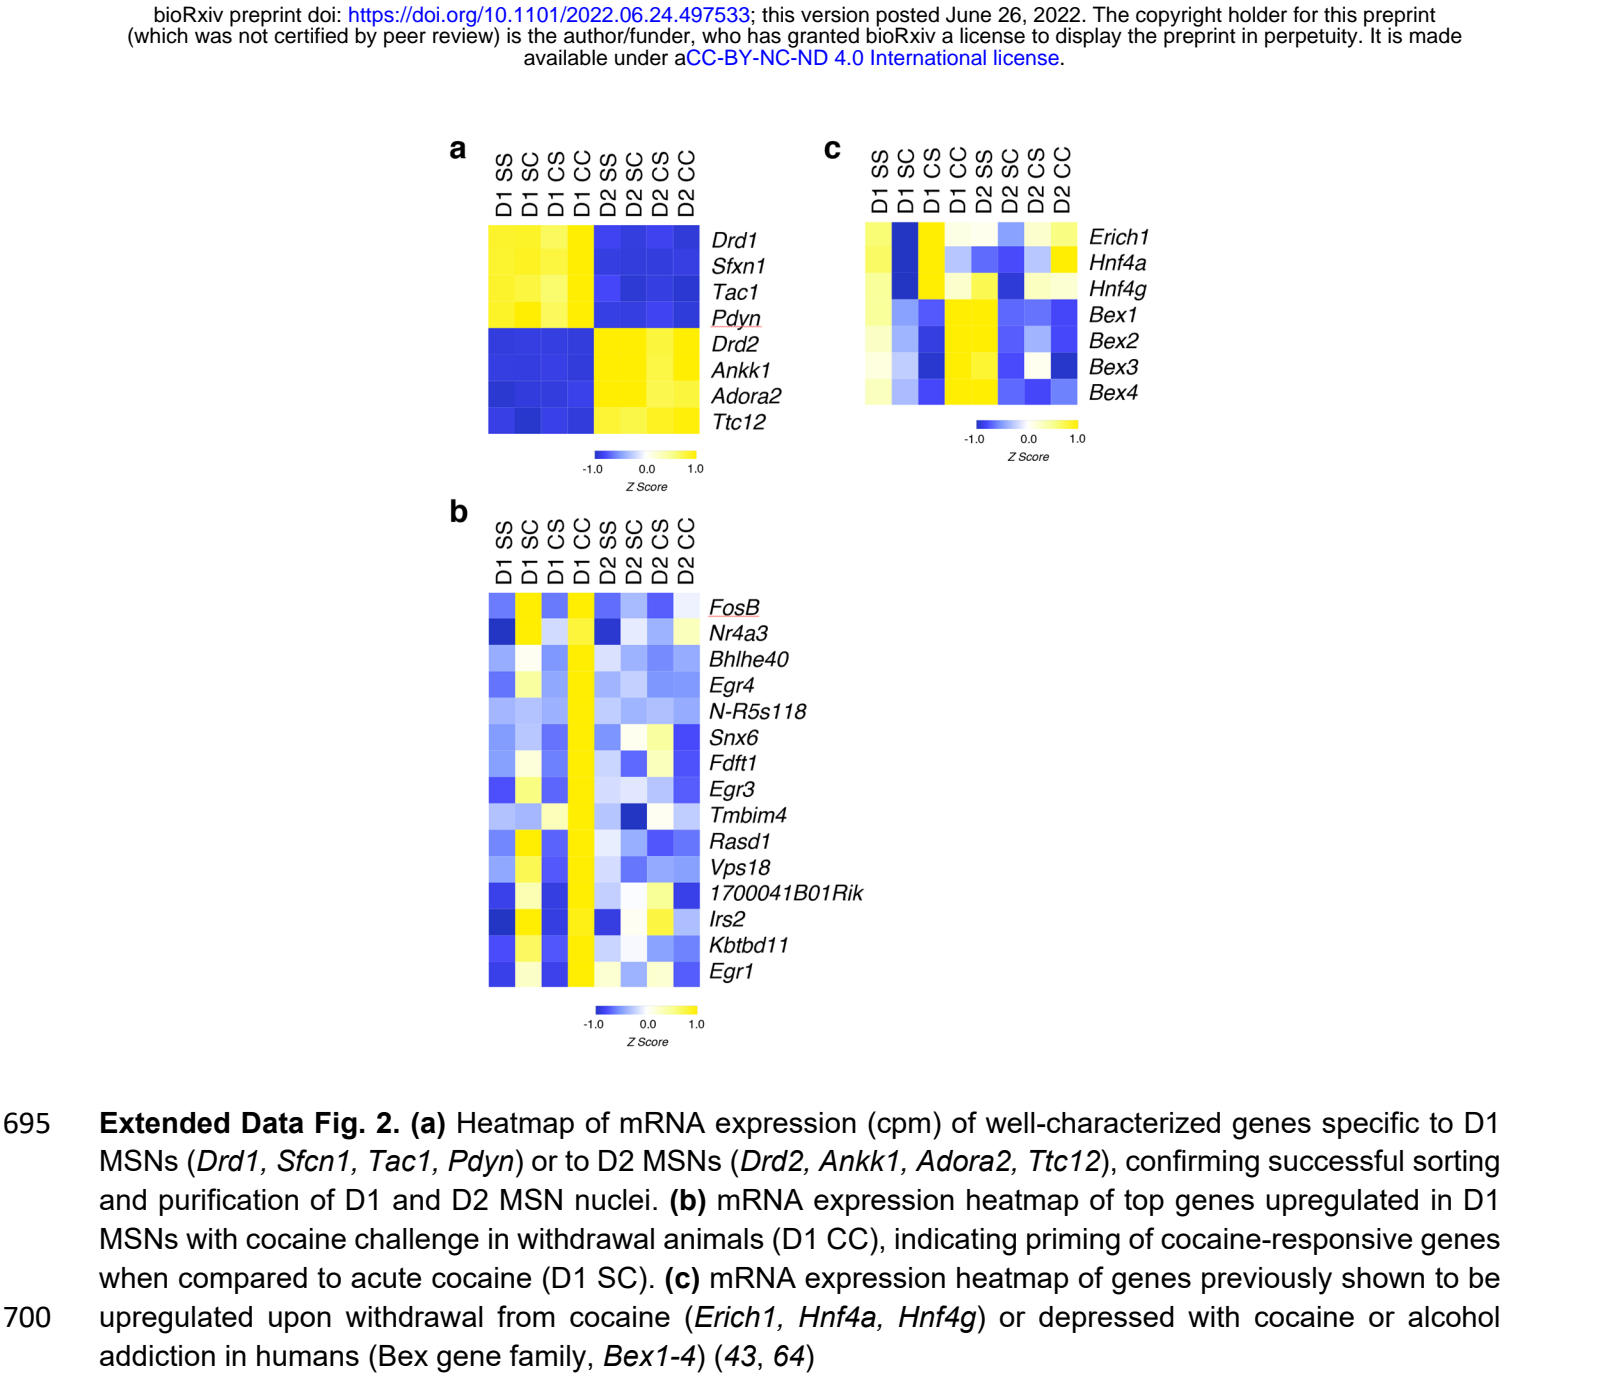 bioRxiv preprint doi: https://doi.org/10.1101/2022.06.24.497533; this version posted June 26, 2022. The copyright holder for this preprint
(which was not certified by peer review) is the author/funder, who has granted bioRxiv a license to display the preprint in perpetuity. It is made
available under aCC-BY-NC-ND 4.0 International license.
a
D1 SS
D1 SC
D1 CS
D1 CC
D2 SS
D2 SC
D2 CS
D2 CC
Drd1
Sfxn1
Tac1
Pdyn
Drd2
Ankk1
Adora2
Ttc12
-1.0 0.0 1.0
Z Score
c
D1 SS
D1 SC
D1 CS
D1 CC
D2 SS
D2 SC
D2 CS
D2 CC
Erich1
Hnf4a
Hnf4g
Bex1
Bex2
Bex3
Bex4
-1.0 0.0 1.0
Z Score
b
D1 SS
D1 SC
D1 CS
D1 CC
D2 SS
D2 SC
D2 CS
D2 CC
FosB
Nr4a3
Bhlhe40
Egr4
N-R5s118
Snx6
Fdft1
Egr3
Tmbim4
Rasd1
Vps18
1700041B01Rik
Irs2
Kbtbd11
Egr1
-1.0 0.0 1.0
Z Score
695 Extended Data Fig. 2. (a) Heatmap of mRNA expression (cpm) of well-characterized genes specific to D1
MSNs (Drd1, Sfcn1, Tac1, Pdyn) or to D2 MSNs (Drd2, Ankk1, Adora2, Ttc12), confirming successful sorting
and purification of D1 and D2 MSN nuclei. (b) mRNA expression heatmap of top genes upregulated in D1
MSNs with cocaine challenge in withdrawal animals (D1 CC), indicating priming of cocaine-responsive genes
when compared to acute cocaine (D1 SC). (c) mRNA expression heatmap of genes previously shown to be
700 upregulated upon withdrawal from cocaine (Erich1, Hnf4a, Hnf4g) or depressed with cocaine or alcohol
addiction in humans (Bex gene family, Bex1-4) (43, 64)